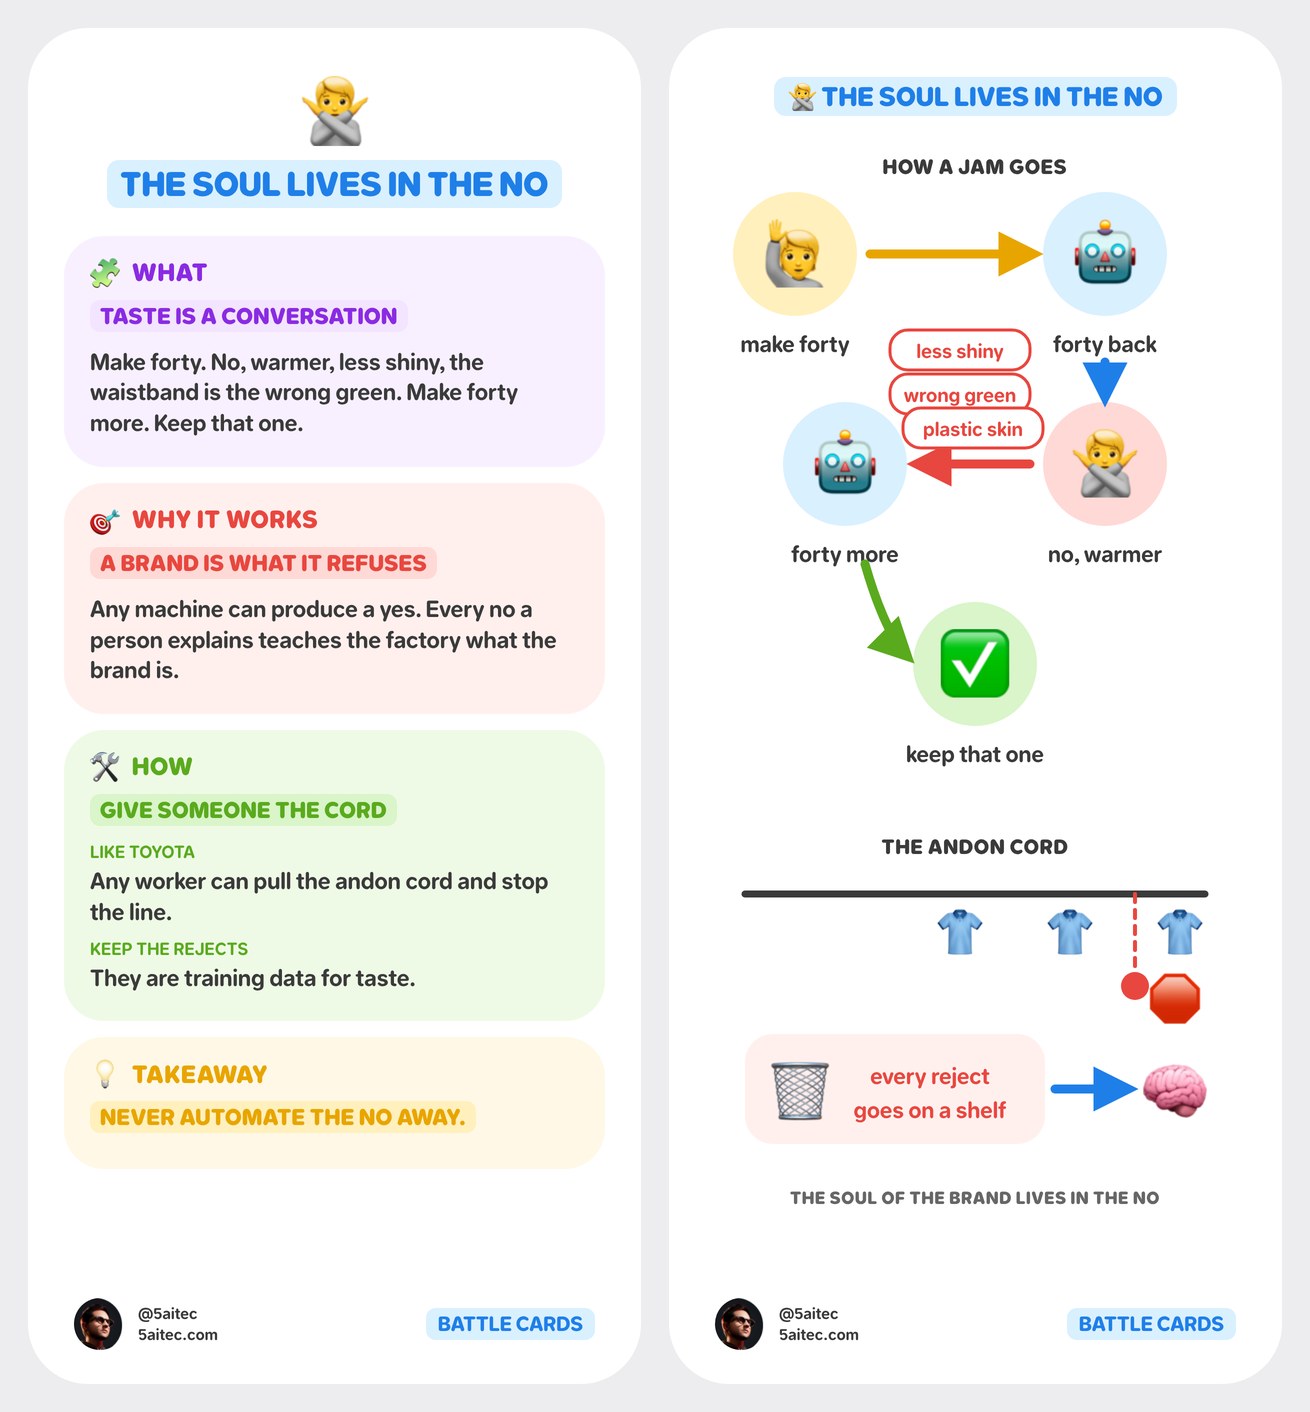 THE SOUL LIVES IN THE NO
WHAT
TASTE IS A CONVERSATION
Make forty. No, warmer, less shiny, the
waistband is the wrong green. Make forty
more. Keep that one.
WHY IT WORKS
A BRAND IS WHAT IT REFUSES
Any machine can produce a yes. Every no a
person explains teaches the factory what the
brand is.
HOW
GIVE SOMEONE THE CORD
LIKE TOYOTA
Any worker can pull the andon cord and stop
the line.
KEEP THE REJECTS
They are training data for taste.
TAKEAWAY
NEVER AUTOMATE THE NO AWAY.
@5aitec
5aitec.com
BATTLE CARDS
THE SOUL LIVES IN THE NO
HOW A JAM GOES
make forty
forty back
less shiny
wrong green
plastic skin
forty more
no, warmer
keep that one
THE ANDON CORD
every reject
goes on a shelf
THE SOUL OF THE BRAND LIVES IN THE NO
@5aitec
5aitec.com
BATTLE CARDS